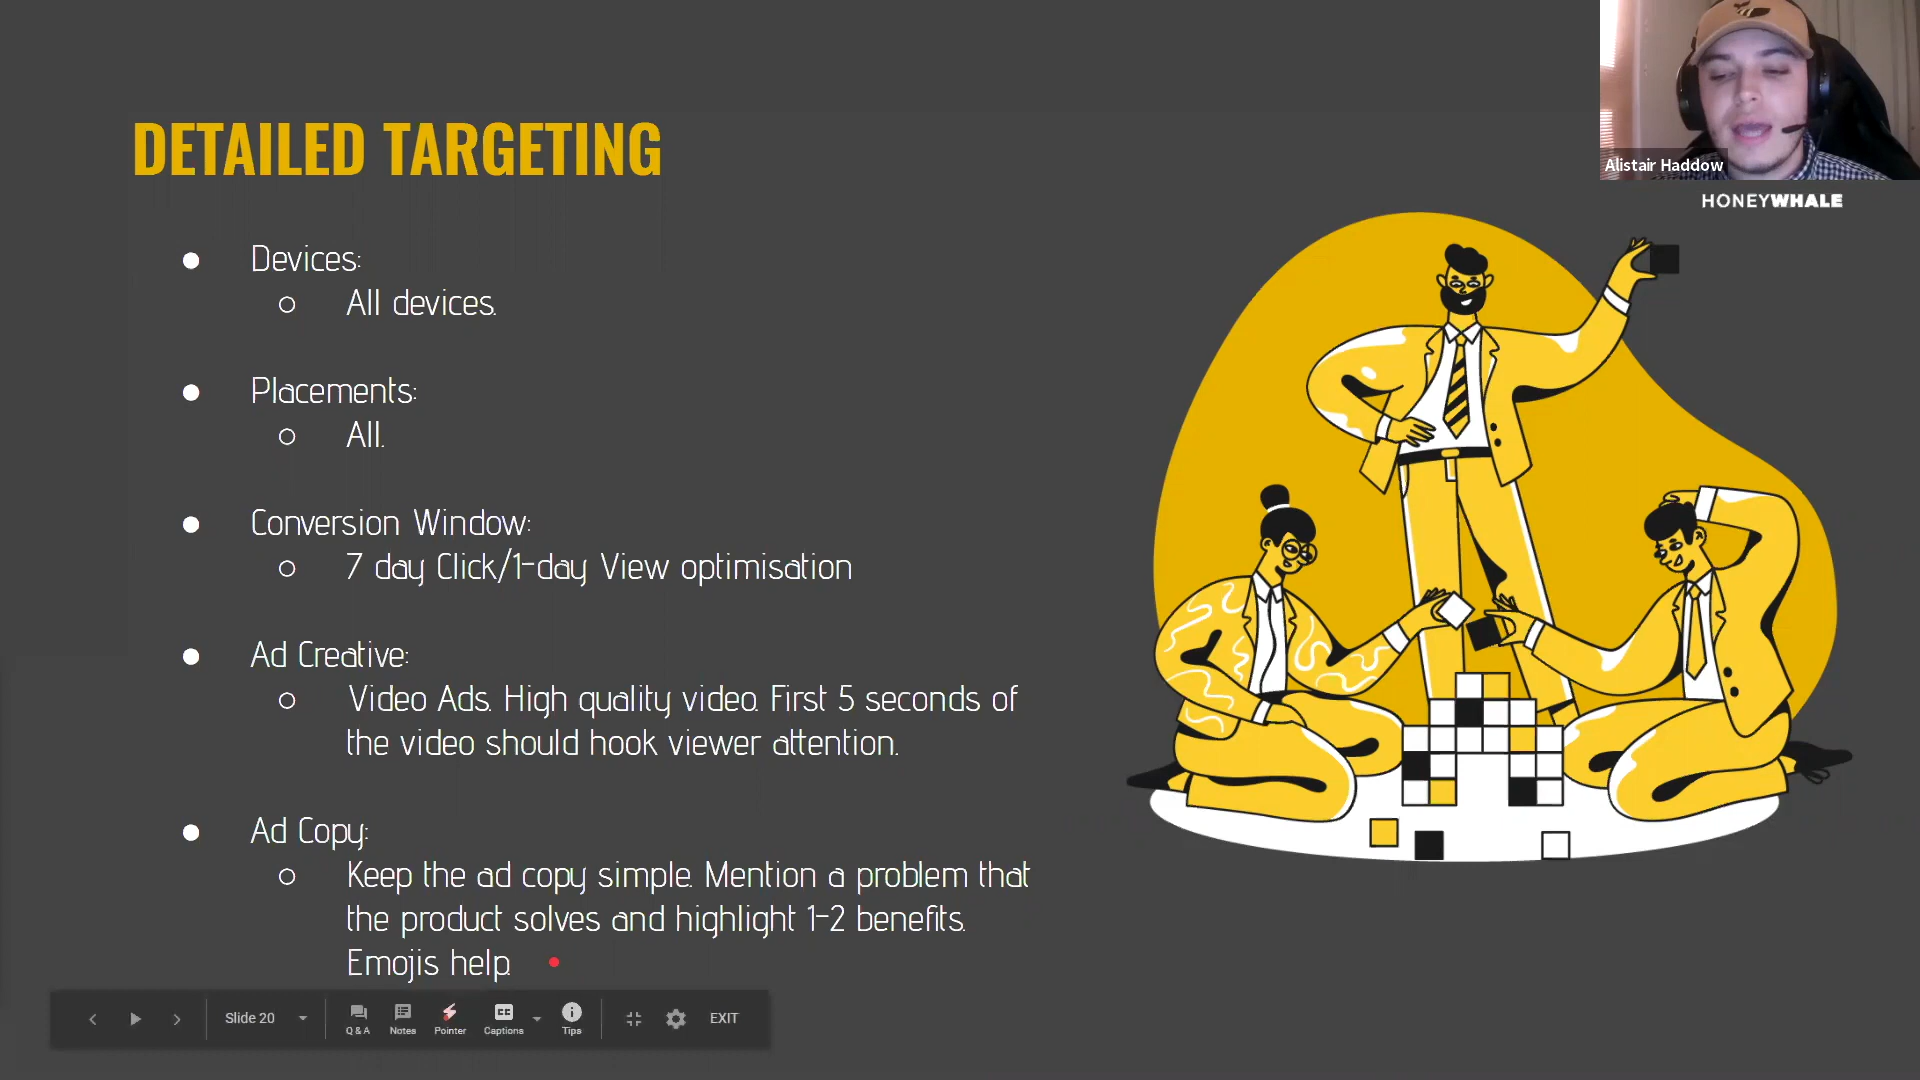 DETAILED TARGETING
Alistair Haddow
HONEYWHALE
Devices:
All devices.
Placements:
All.
Conversion Window:
7 day Click/1-day View optimisation
Ad Creative:
Video Ads. High quality video. First 5 seconds of
the video should hook viewer attention.
Ad Copy:
Keep the ad copy simple. Mention a problem that
the product solves and highlight 1-2 benefits.
Emojis help.
Slide 20
Q & A
Notes
Pointer
CC
Captions
Tips
EXIT